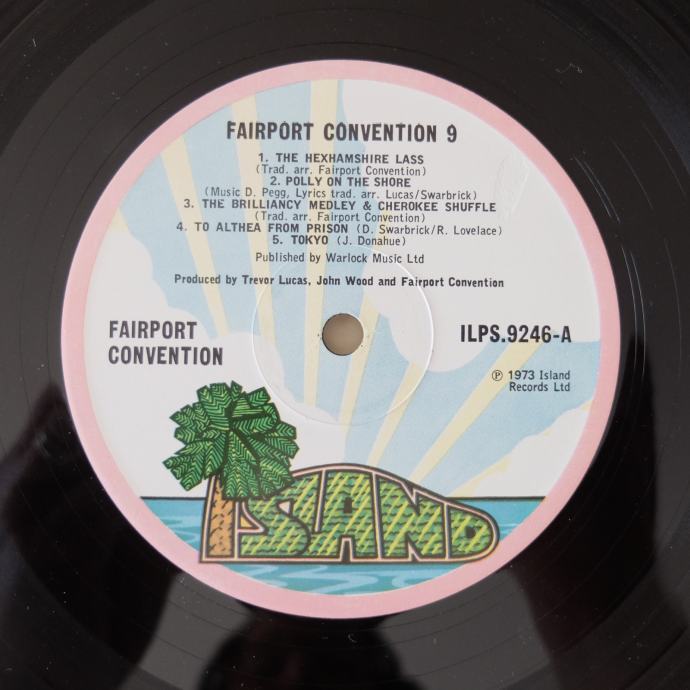 FAIRPORT CONVENTION 9
1. THE HEXHAMSHIRE LASS
(Trad. arr. Fairport Convention)
2. POLLY ON THE SHORE
(Music D. Pegg, Lyrics trad. arr. Lucas/Swarbrick)
3. THE BRILLIANCY MEDLEY & CHEROKEE SHUFFLE
(Trad. arr. Fairport Convention)
4. TO ALTHEA FROM PRISON (D. Swarbrick/R. Lovelace)
5. TOKYO (J. Donahue)
Published by Warlock Music Ltd
Produced by Trevor Lucas, John Wood and Fairport Convention
FAIRPORT
CONVENTION
ILPS.9246-A
℗ 1973 Island
Records Ltd
ISLAND